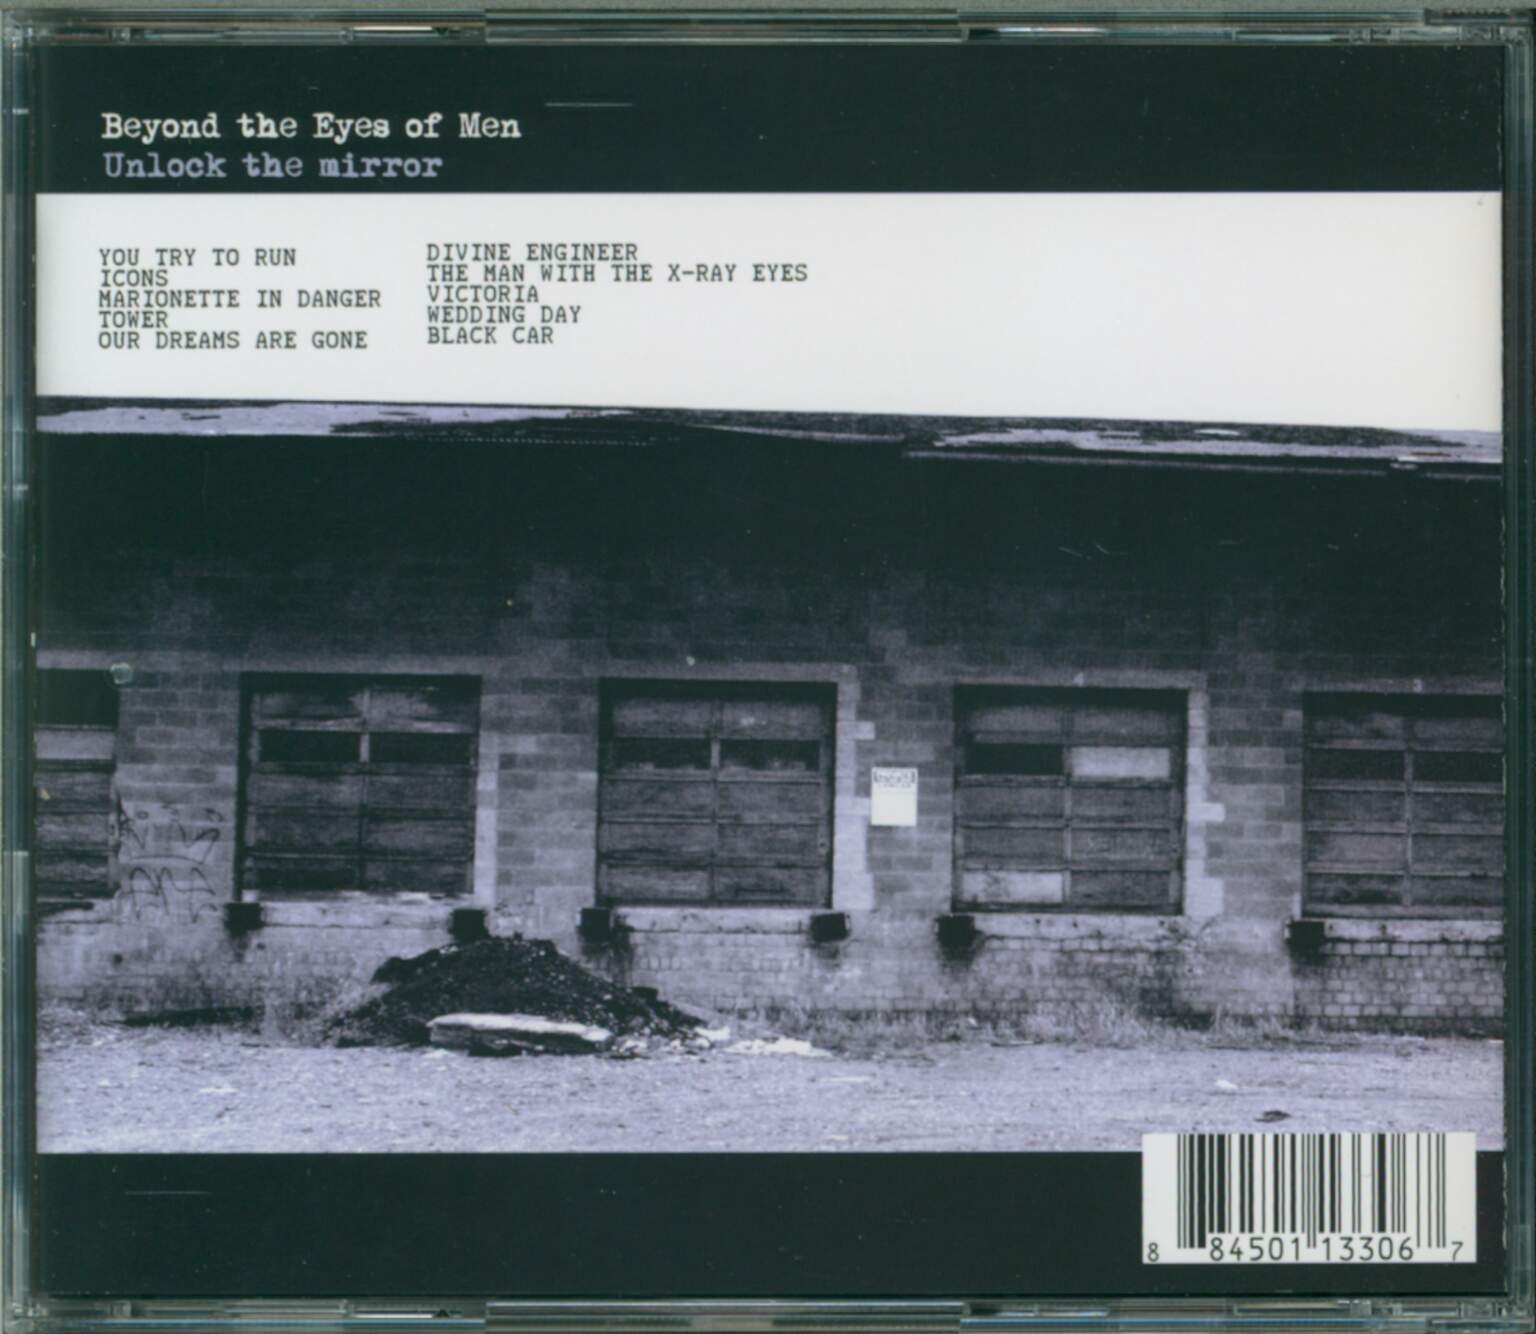 Beyond the Eyes of Men
Unlock the mirror
YOU TRY TO RUN
ICONS
MARIONETTE IN DANGER
TOWER
OUR DREAMS ARE GONE
DIVINE ENGINEER
THE MAN WITH THE X-RAY EYES
VICTORIA
WEDDING DAY
BLACK CAR
8 84501 13306 7